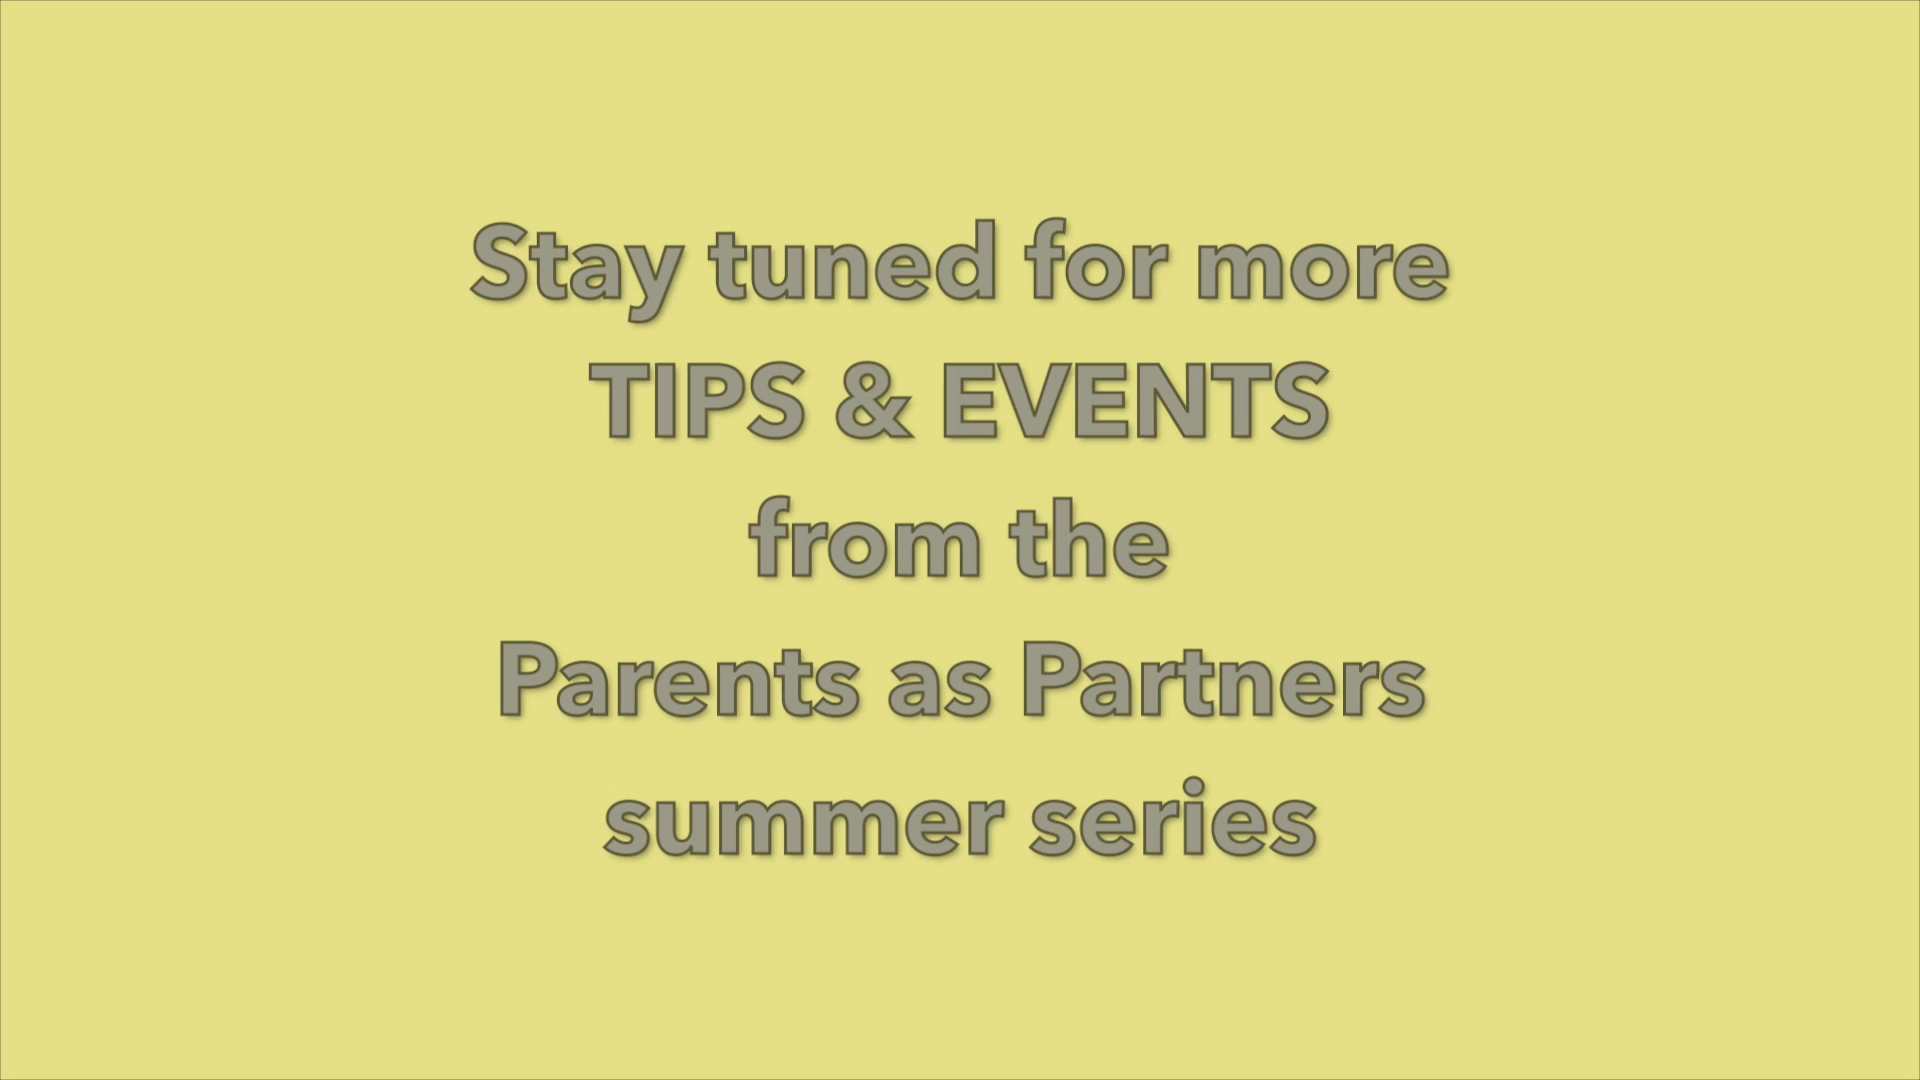 Stay tuned for more
TIPS & EVENTS
from the
Parents as Partners
summer series